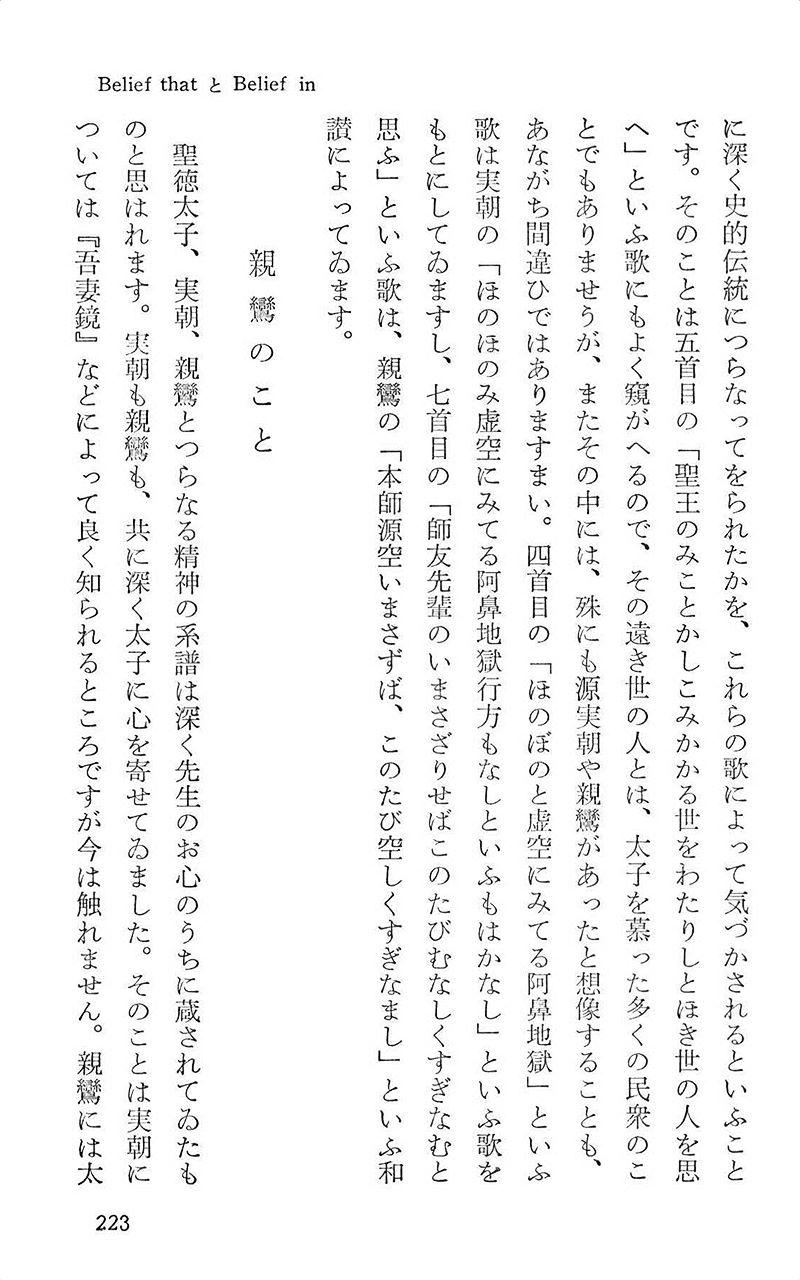 Belief that と Belief in
に深く史的伝統につらなってをられたかを、これらの歌によって気づかされるといふこと
です。そのことは五首目の「聖王のみことかしこみかかる世をわたりしとほき世の人を思
へ」といふ歌にもよく窺がへるので、その遠き世の人とは、太子を慕った多くの民衆のこ
とでもありませうが、またその中には、殊にも源実朝や親鸞があったと想像することも、
あながち間違ひではありますまい。四首目の「ほのぼのと虚空にみてる阿鼻地獄」といふ
歌は実朝の「ほのほのみ虚空にみてる阿鼻地獄行方もなしといふもはかなし」といふ歌を
もとにしてゐますし、七首目の「師友先輩のいまさざりせばこのたびむなしくすぎなむと
思ふ」といふ歌は、親鸞の「本師源空いまさずば、このたび空しくすぎなまし」といふ和
讃によってゐます。
親鸞のこと
聖徳太子、実朝、親鸞とつらなる精神の系譜は深く先生のお心のうちに蔵されてゐたも
のと思はれます。実朝も親鸞も、共に深く太子に心を寄せてゐました。そのことは実朝に
ついては『吾妻鏡』などによって良く知られるところですが今は触れません。親鸞には太
223